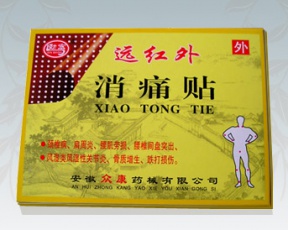 远红外
外
消痛贴
XIAO TONG TIE
颈椎病、肩周炎、腰肌劳损、腰椎间盘突出、
风湿类风湿性关节炎、骨质增生、跌打损伤。
安徽众康药械有限公司
AN HUI ZHONG KANG YAO XIE YOU XIAN GONG SI